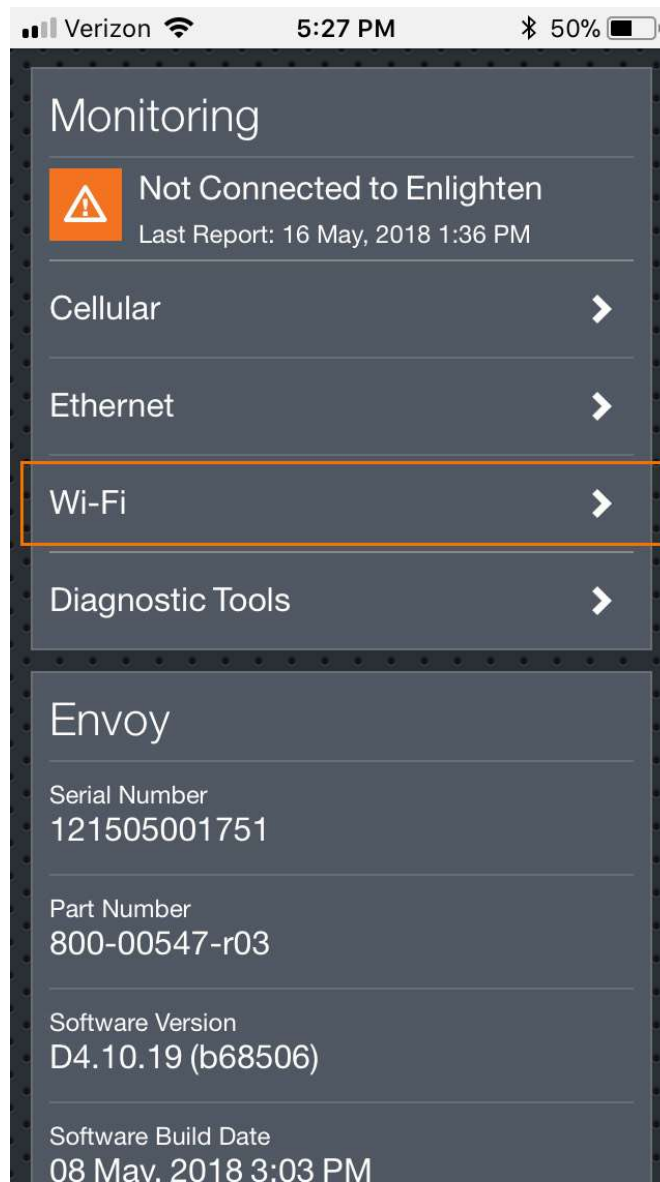 Verizon 5:27 PM 50%
Monitoring
Not Connected to Enlighten
Last Report: 16 May, 2018 1:36 PM
Cellular
Ethernet
Wi-Fi
Diagnostic Tools
Envoy
Serial Number
121505001751
Part Number
800-00547-r03
Software Version
D4.10.19 (b68506)
Software Build Date
08 May, 2018 3:03 PM